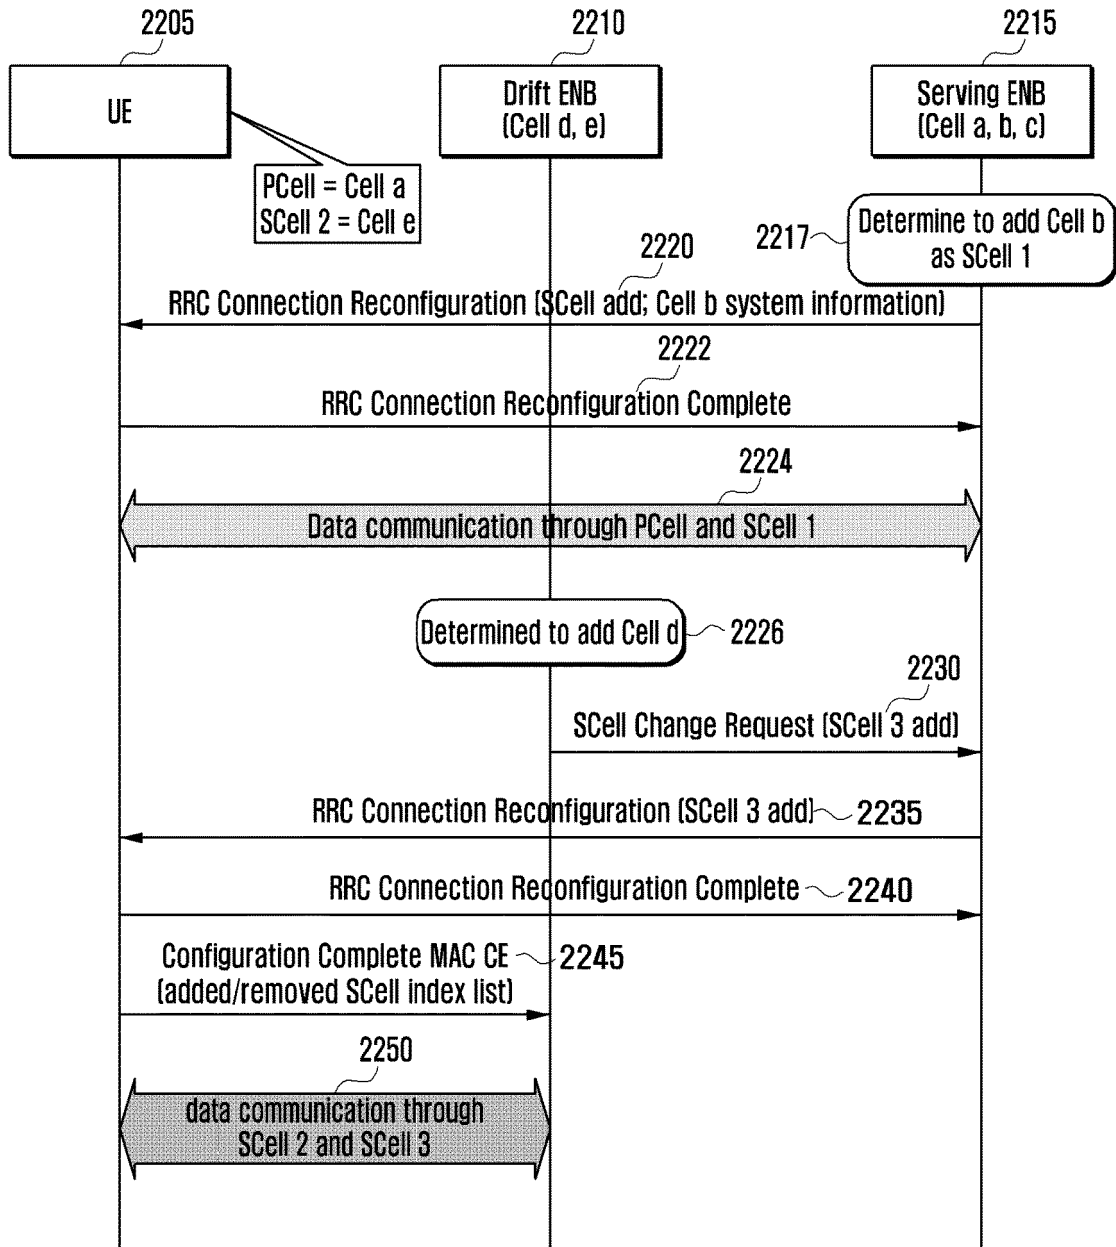 2205
2210
2215
UE
Drift ENB
(Cell d, e)
Serving ENB
(Cell a, b, c)
PCell = Cell a
SCell 2 = Cell e
2217
Determine to add Cell b
as SCell 1
2220
RRC Connection Reconfiguration (SCell add; Cell b system information)
2222
RRC Connection Reconfiguration Complete
2224
Data communication through PCell and SCell 1
Determined to add Cell d
2226
2230
SCell Change Request (SCell 3 add)
RRC Connection Reconfiguration (SCell 3 add) 2235
RRC Connection Reconfiguration Complete 2240
Configuration Complete MAC CE 2245
(added/removed SCell index list)
2250
data communication through
SCell 2 and SCell 3